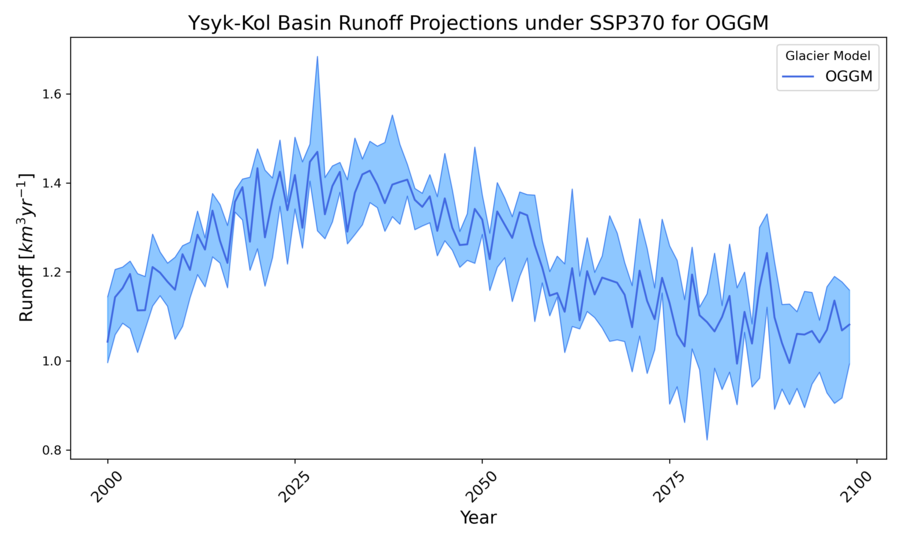 Ysyk-Kol Basin Runoff Projections under SSP370 for OGGM
Glacier Model
OGGM
Runoff [km³yr⁻¹]
1.6
1.4
1.2
1.0
0.8
2000
2025
2050
2075
2100
Year